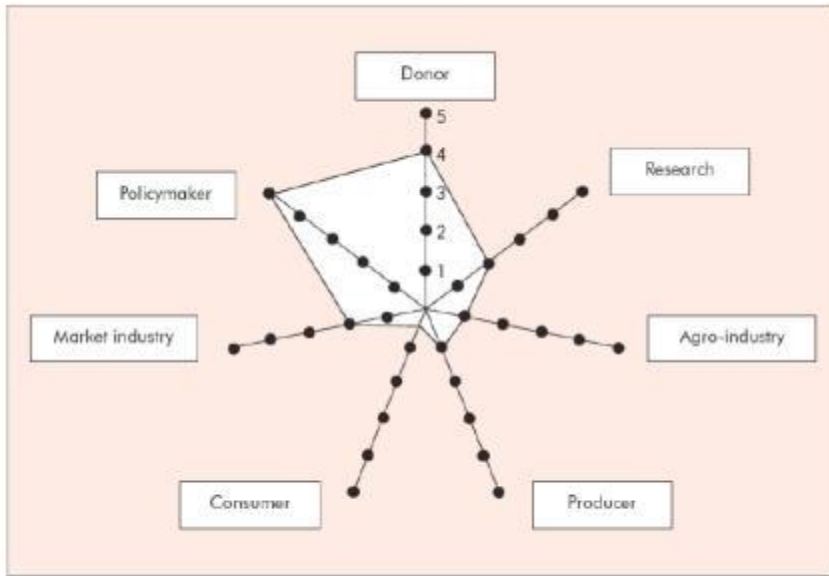 Donor
5
4
Research
Policymaker
3
2
1
Market industry
Agro-industry
Consumer
Producer